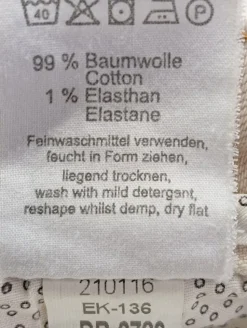 40
P
99 % Baumwolle
Cotton
1 % Elasthan
Elastane
Feinwaschmittel verwenden,
feucht in Form ziehen,
liegend trocknen,
wash with mild detergent,
reshape whilst demp, dry flat
210116
EK-136